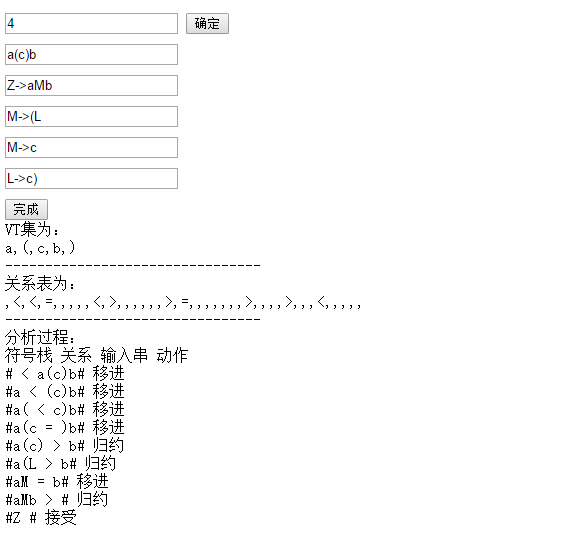 4 确定
a(c)b
Z->aMb
M->(L
M->c
L->c)
完成
VT集为:
a,(,c,b,)
--------------------------------
关系表为:
,<,<,=,,,,,<,>,,,,,,>,=,,,,,,,>,,,,>,,,<,,,,,
--------------------------------
分析过程:
符号栈 关系 输入串 动作
# < a(c)b# 移进
#a < (c)b# 移进
#a( < c)b# 移进
#a(c = )b# 移进
#a(c) > b# 归约
#a(L > b# 归约
#aM = b# 移进
#aMb > # 归约
#Z # 接受